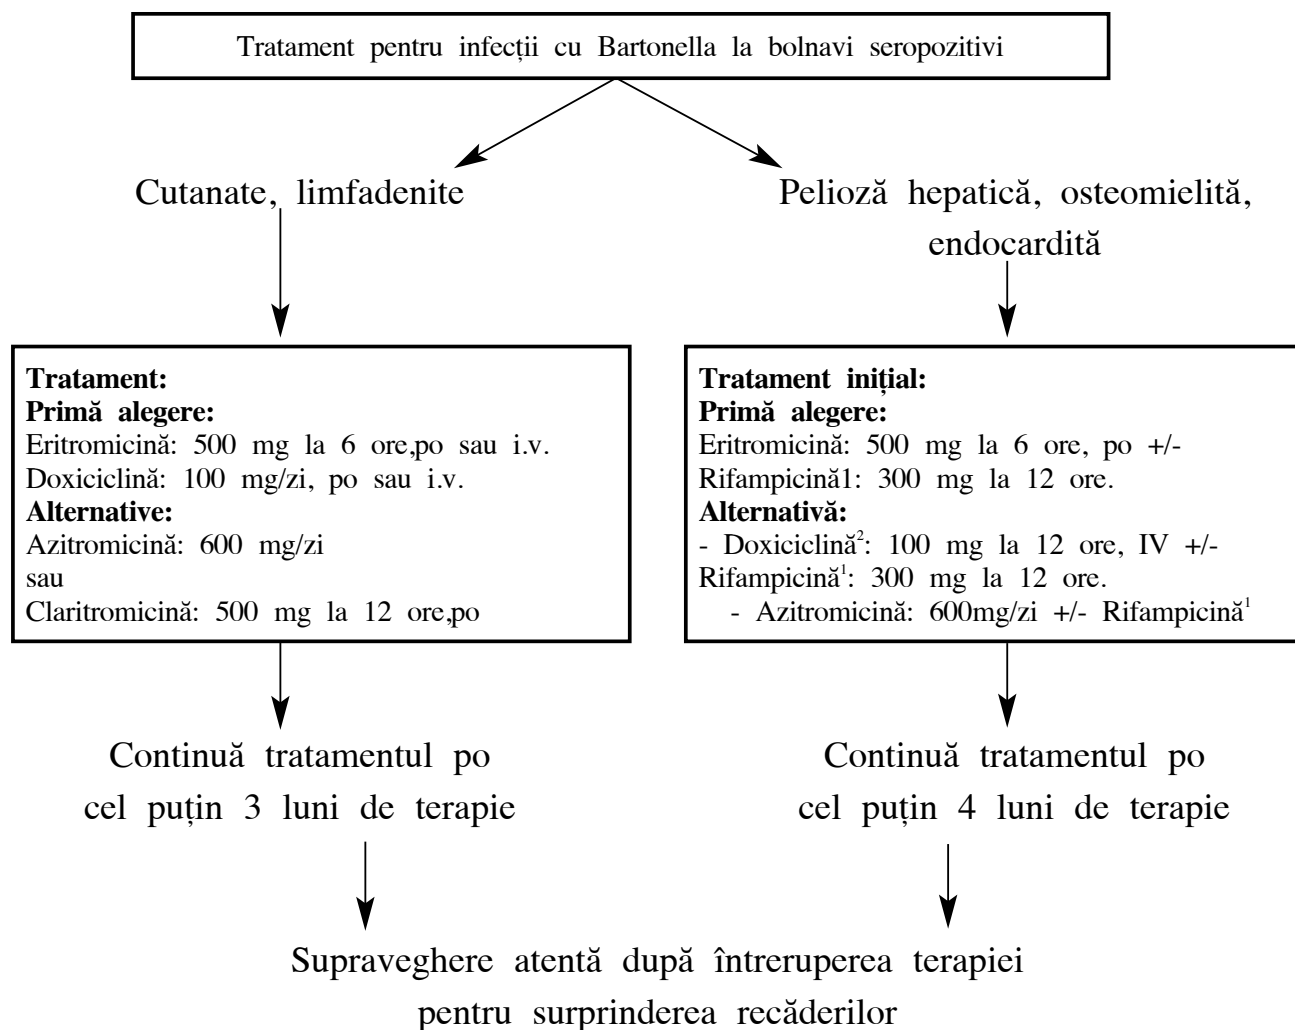 Tratament pentru infecții cu Bartonella la bolnavi seropozitivi
Cutanate, limfadenite
Tratament:
Primă alegere:
Eritromicină: 500 mg la 6 ore,po sau i.v.
Doxiciclină: 100 mg/zi, po sau i.v.
Alternative:
Azitromicină: 600 mg/zi
sau
Claritromicină: 500 mg la 12 ore,po
Continuă tratamentul po
cel puțin 3 luni de terapie
Pelioză hepatică, osteomielită,
endocardită
Tratament inițial:
Primă alegere:
Eritromicină: 500 mg la 6 ore, po +/-
Rifampicină1: 300 mg la 12 ore.
Alternativă:
- Doxiciclină²: 100 mg la 12 ore, IV +/-
Rifampicină¹: 300 mg la 12 ore.
- Azitromicină: 600mg/zi +/- Rifampicină¹
Continuă tratamentul po
cel puțin 4 luni de terapie
Supraveghere atentă după întreruperea terapiei
pentru surprinderea recăderilor